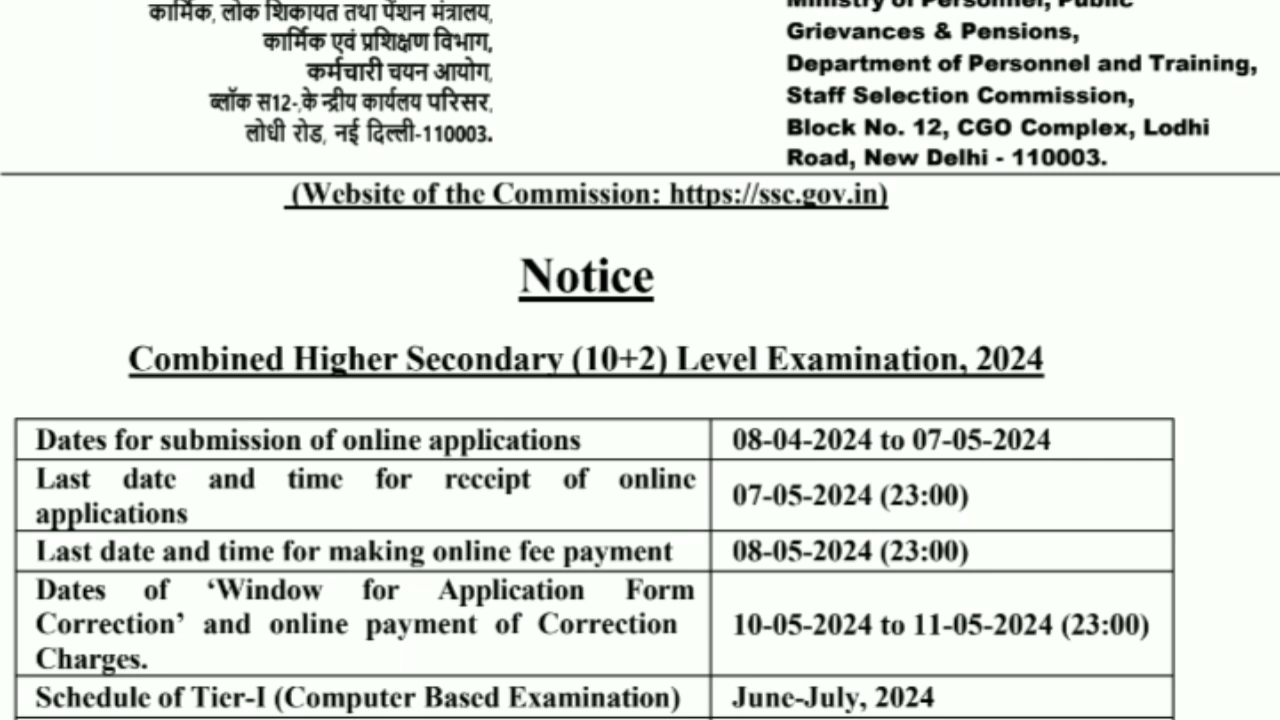 कार्मिक, लोक शिकायत तथा पेंशन मंत्रालय,
कार्मिक एवं प्रशिक्षण विभाग,
कर्मचारी चयन आयोग,
ब्लॉक स12-,के न्द्रीय कार्यलय परिसर,
लोधी रोड, नई दिल्ली-110003.
Ministry of Personnel, Public
Grievances & Pensions,
Department of Personnel and Training,
Staff Selection Commission,
Block No. 12, CGO Complex, Lodhi
Road, New Delhi - 110003.
(Website of the Commission: https://ssc.gov.in)
Notice
Combined Higher Secondary (10+2) Level Examination, 2024
Dates for submission of online applications 08-04-2024 to 07-05-2024
Last date and time for receipt of online
applications 07-05-2024 (23:00)
Last date and time for making online fee payment 08-05-2024 (23:00)
Dates of ‘Window for Application Form
Correction’ and online payment of Correction
Charges. 10-05-2024 to 11-05-2024 (23:00)
Schedule of Tier-I (Computer Based Examination) June-July, 2024